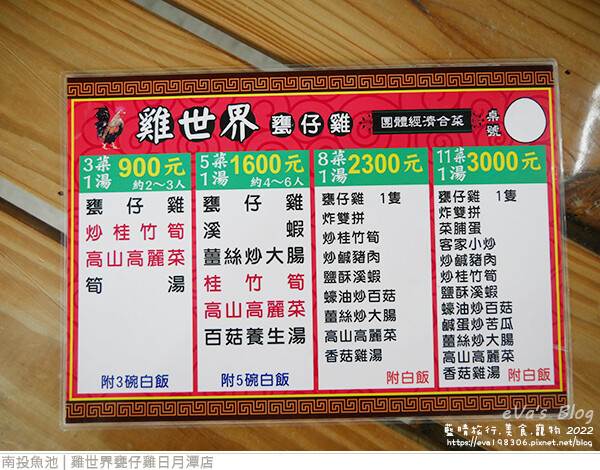 雞世界 甕仔雞 團體經濟合菜 桌號
3菜1湯 900元
約2~3人
甕仔雞
炒桂竹筍
高山高麗菜
筍湯
附3碗白飯
5菜1湯 1600元
約4~6人
甕仔雞
溪蝦
薑絲炒大腸
桂竹筍
高山高麗菜
百菇養生湯
附5碗白飯
8菜1湯 2300元
甕仔雞 1隻
炸雙拼
炒桂竹筍
炒鹹豬肉
鹽酥溪蝦
蠔油炒百菇
薑絲炒大腸
高山高麗菜
香菇雞湯
附白飯
11菜1湯 3000元
甕仔雞 1隻
炸雙拼
菜脯蛋
客家小炒
炒鹹豬肉
炒桂竹筍
鹽酥溪蝦
蠔油炒百菇
鹹蛋炒苦瓜
薑絲炒大腸
高山高麗菜
香菇雞湯 附白飯
eva's Blog
藍晴旅行.美食.寵物 2022
https://eva198306.pixnet.net/blog
南投魚池 | 雞世界甕仔雞日月潭店